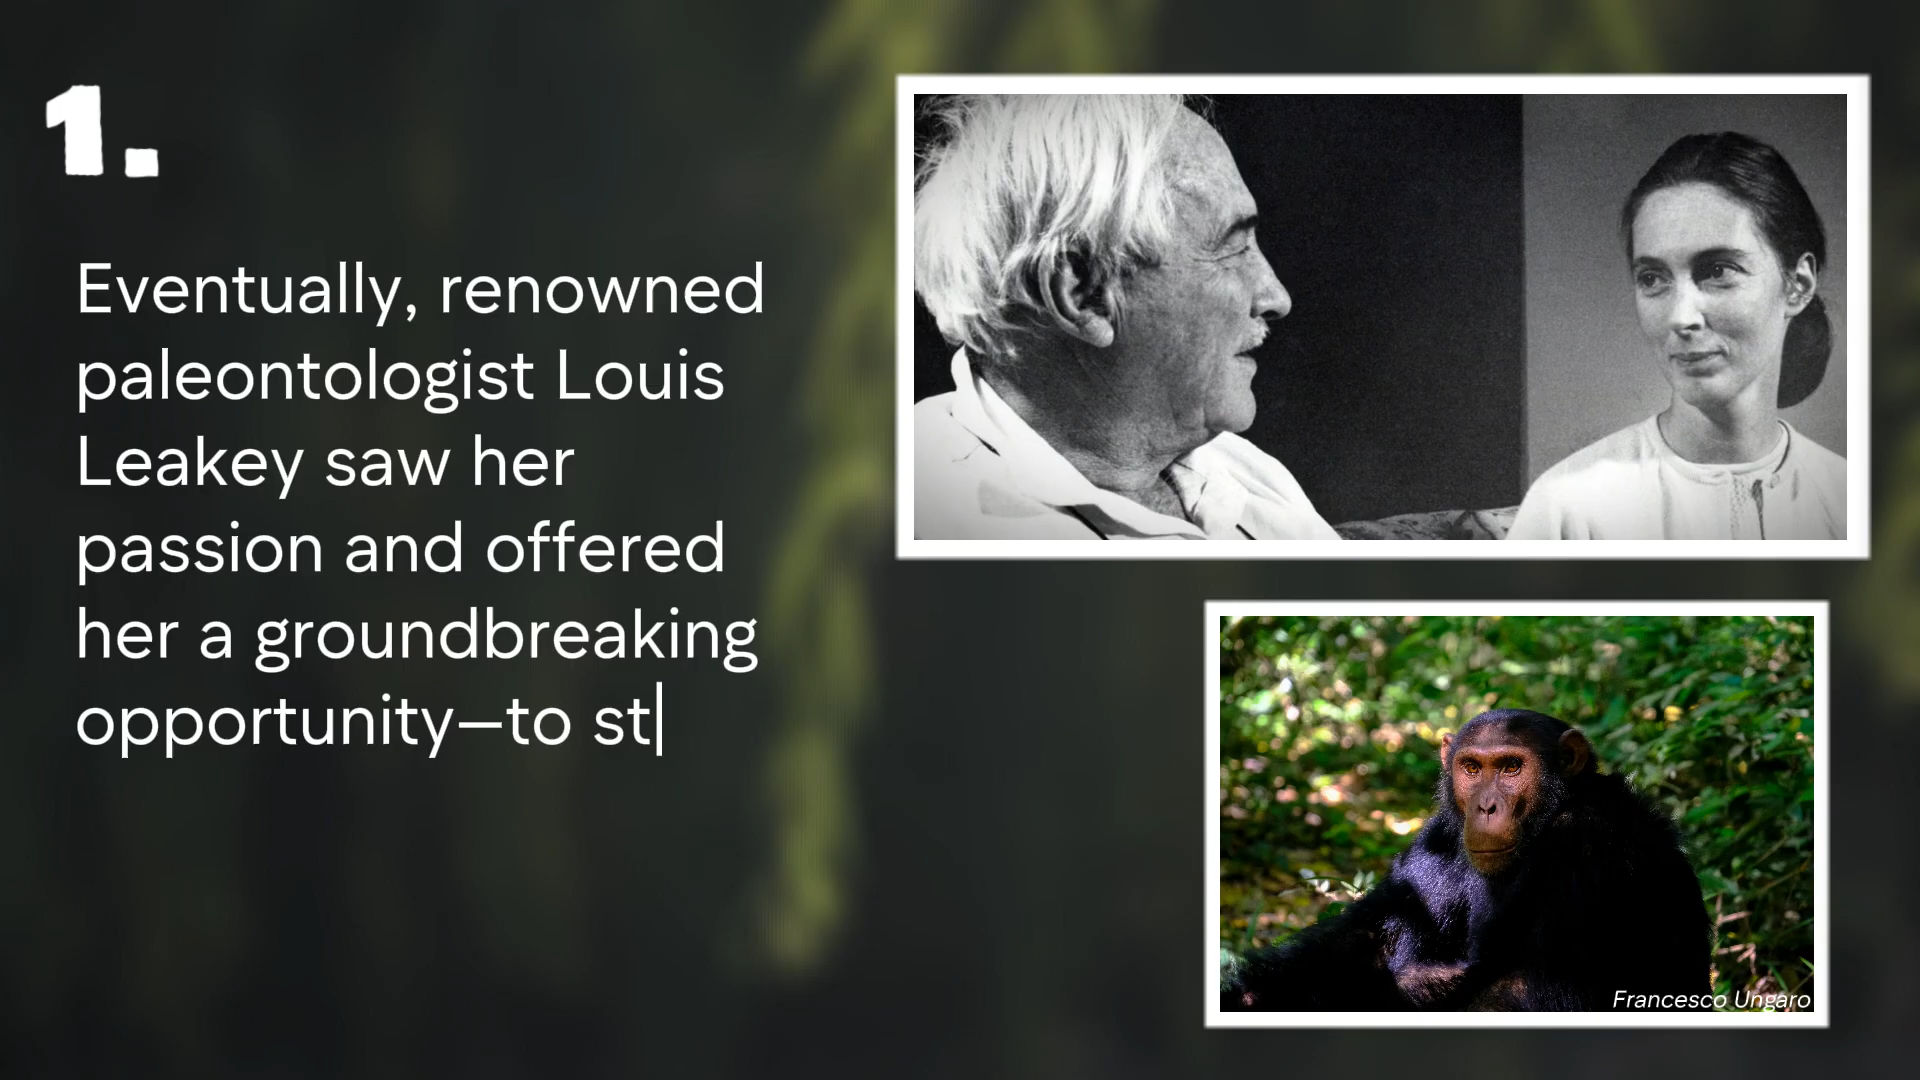 1.
Eventually, renowned
paleontologist Louis
Leakey saw her
passion and offered
her a groundbreaking
opportunity—to st
Francesco Ungaro